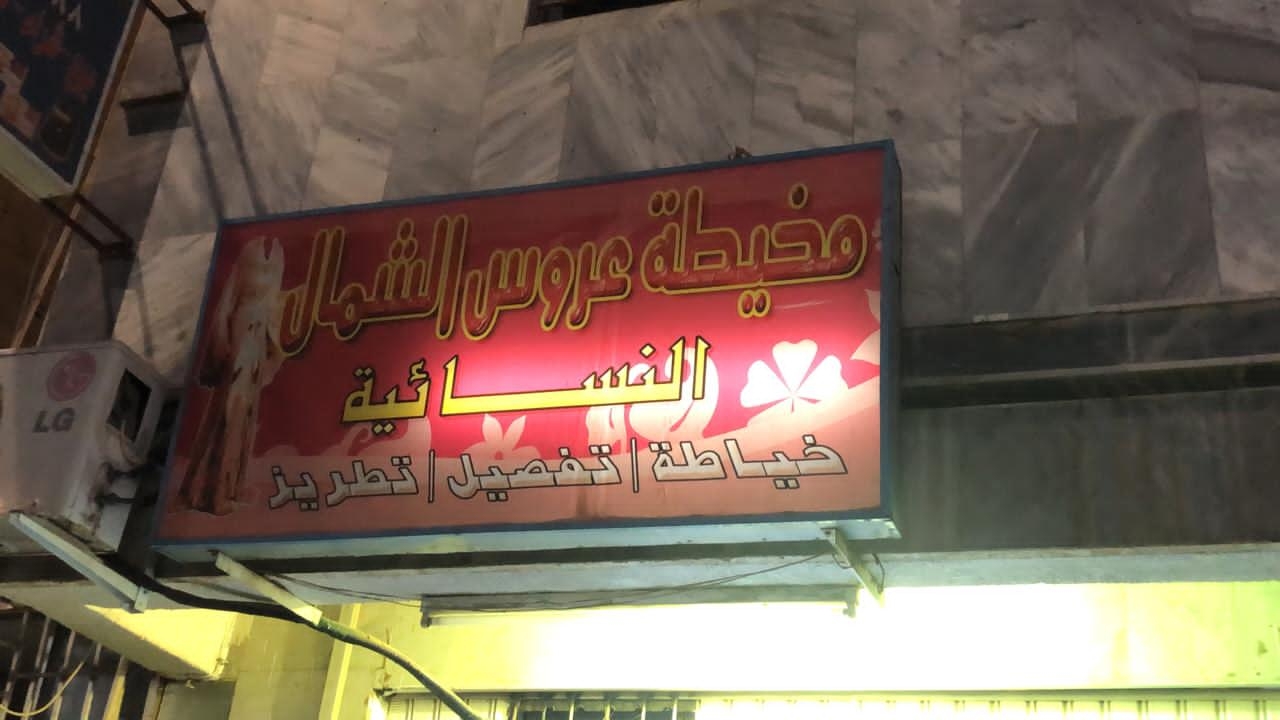 مخيطة عروس الشمال
النسائية
خياطة | تفصيل | تطريز
LG